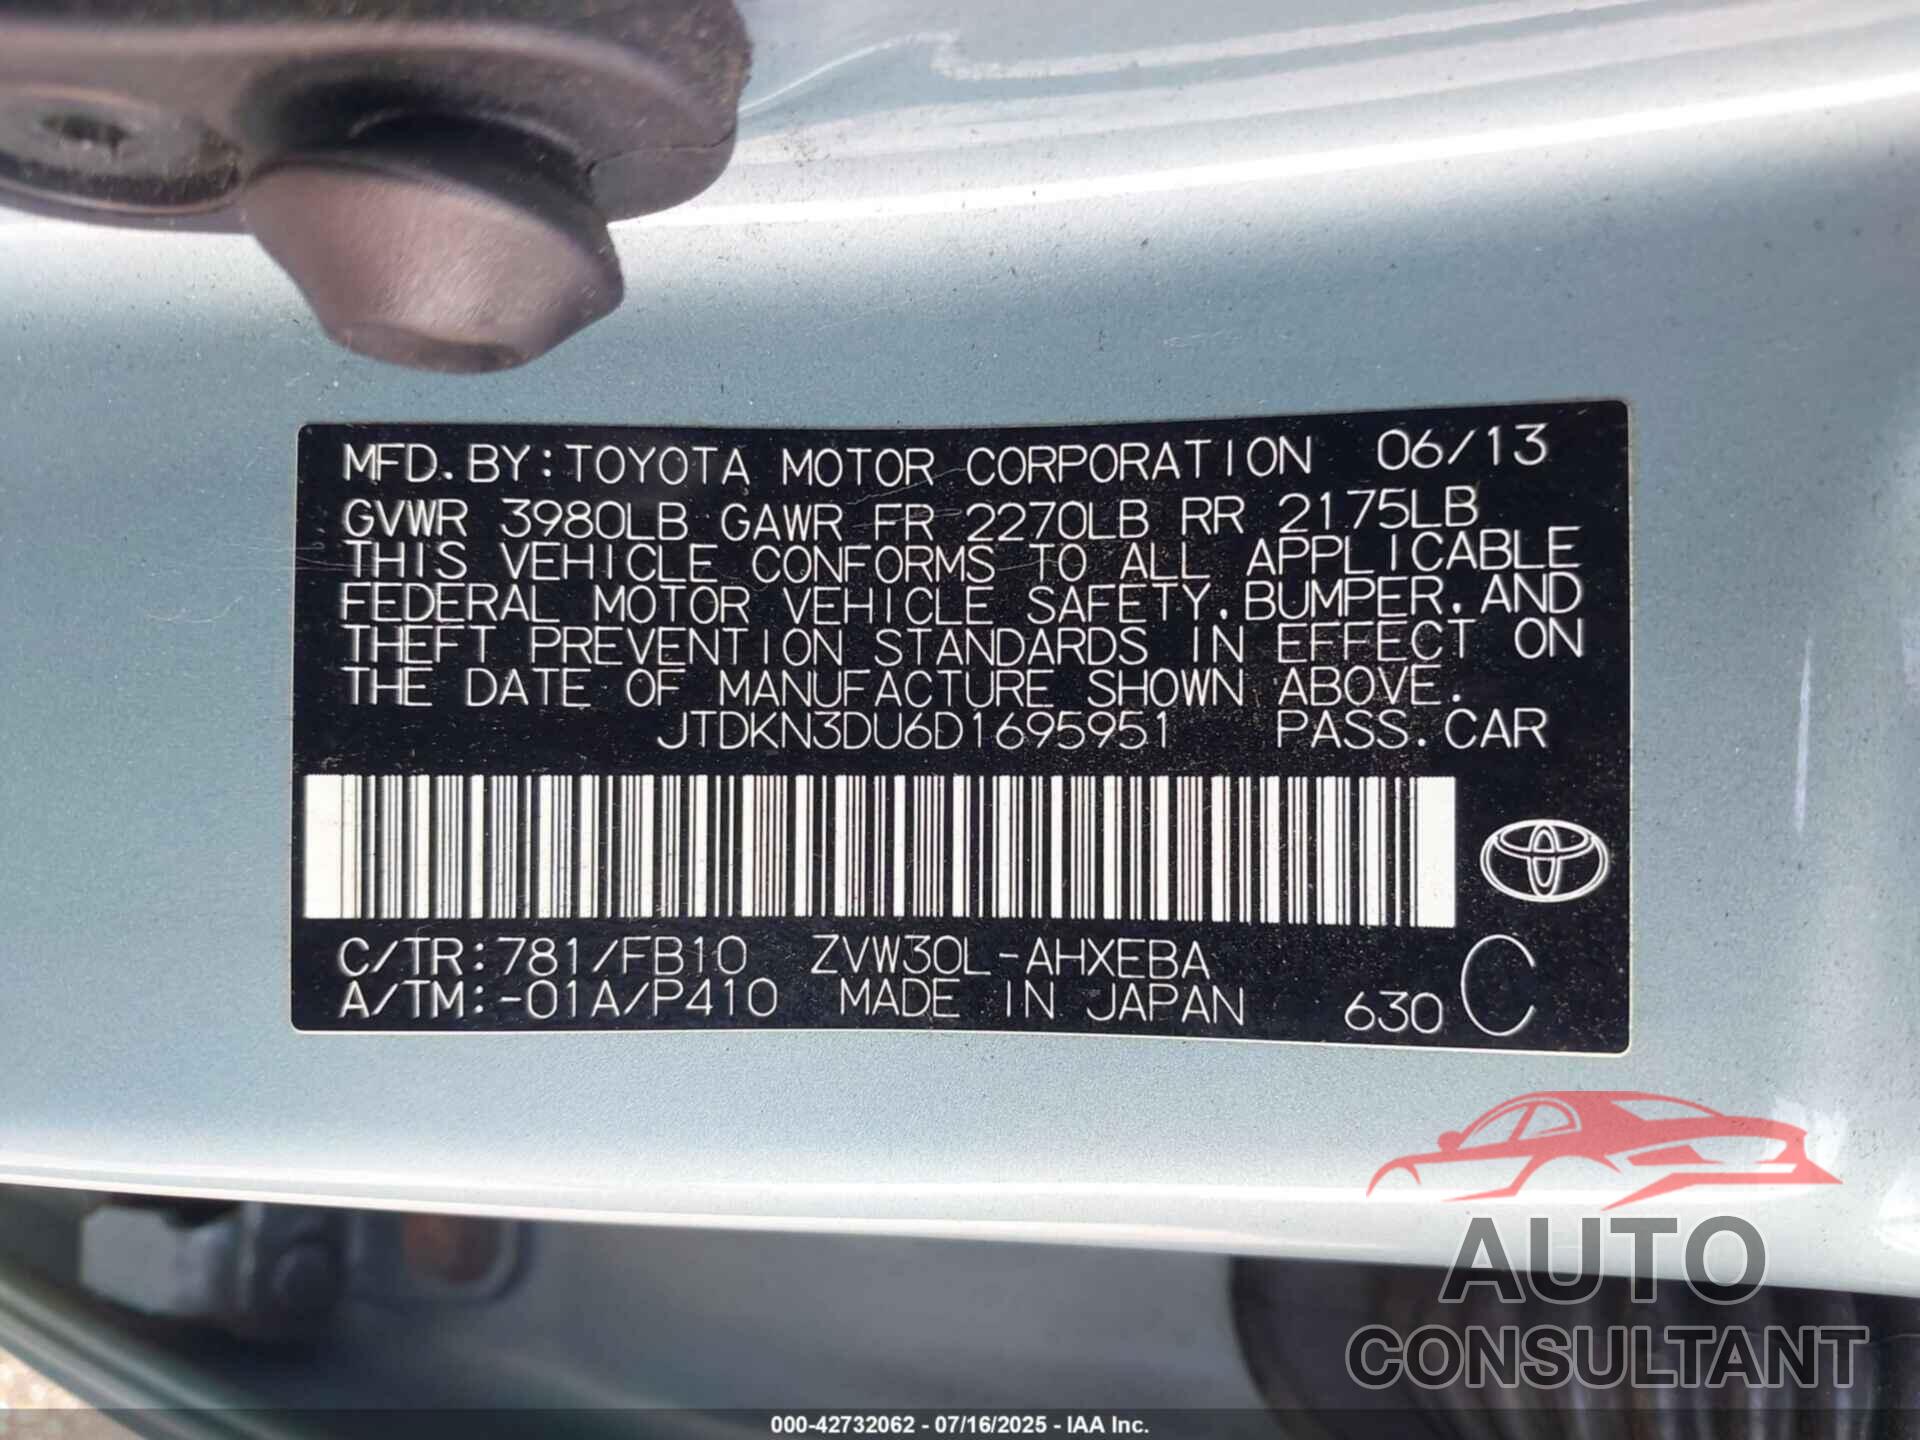 MFD.BY:TOYOTA MOTOR CORPORATION 06/13
GVWR 3980LB GAWR FR 2270LB RR 2175LB
THIS VEHICLE CONFORMS TO ALL APPLICABLE
FEDERAL MOTOR VEHICLE SAFETY,BUMPER,AND
THEFT PREVENTION STANDARDS IN EFFECT ON
THE DATE OF MANUFACTURE SHOWN ABOVE.
JTDKN3DU6D1695951 PASS.CAR
C/TR:781/FB10 ZVW30L-AHXEBA
A/TM:-01A/P410 MADE IN JAPAN 630 C
AUTO
CONSULTANT
000-42732062 - 07/16/2025 - IAA Inc.